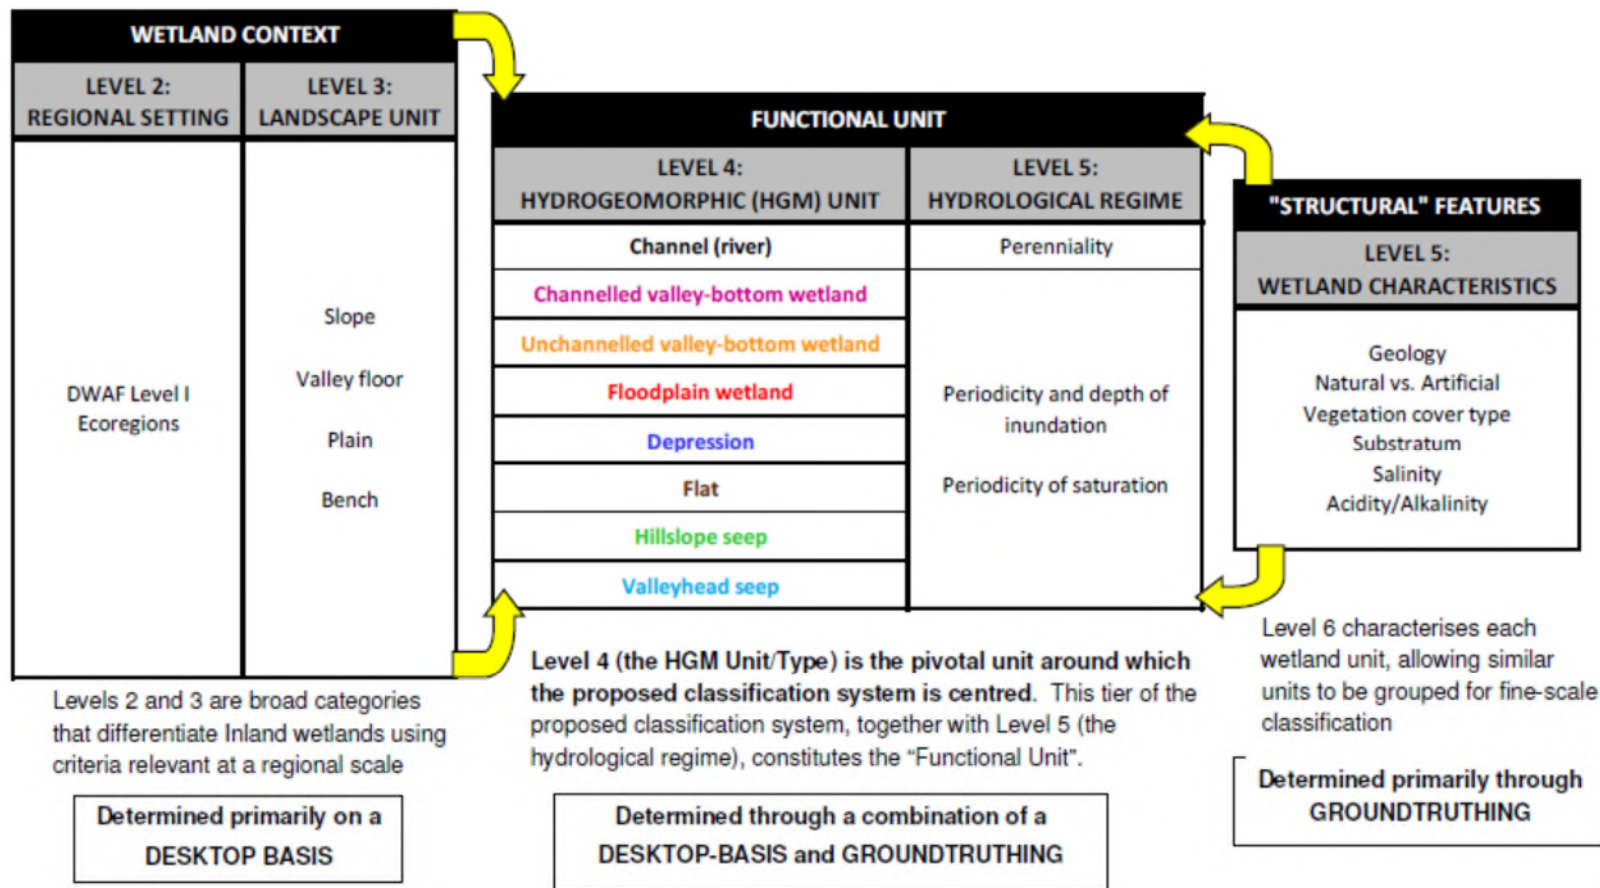 WETLAND CONTEXT
LEVEL 2:
REGIONAL SETTING
LEVEL 3:
LANDSCAPE UNIT
DWAF Level I
Ecoregions
Slope
Valley floor
Plain
Bench
Levels 2 and 3 are broad categories
that differentiate Inland wetlands using
criteria relevant at a regional scale
Determined primarily on a
DESKTOP BASIS
FUNCTIONAL UNIT
LEVEL 4:
HYDROGEOMORPHIC (HGM) UNIT
LEVEL 5:
HYDROLOGICAL REGIME
Channel (river)
Perenniality
Channelled valley-bottom wetland
Unchannelled valley-bottom wetland
Floodplain wetland
Depression
Flat
Hillslope seep
Valleyhead seep
Periodicity and depth of
inundation
Periodicity of saturation
Level 4 (the HGM Unit/Type) is the pivotal unit around which
the proposed classification system is centred. This tier of the
proposed classification system, together with Level 5 (the
hydrological regime), constitutes the “Functional Unit”.
Determined through a combination of a
DESKTOP-BASIS and GROUNDTRUTHING
"STRUCTURAL" FEATURES
LEVEL 5:
WETLAND CHARACTERISTICS
Geology
Natural vs. Artificial
Vegetation cover type
Substratum
Salinity
Acidity/Alkalinity
Level 6 characterises each
wetland unit, allowing similar
units to be grouped for fine-scale
classification
Determined primarily through
GROUNDTRUTHING